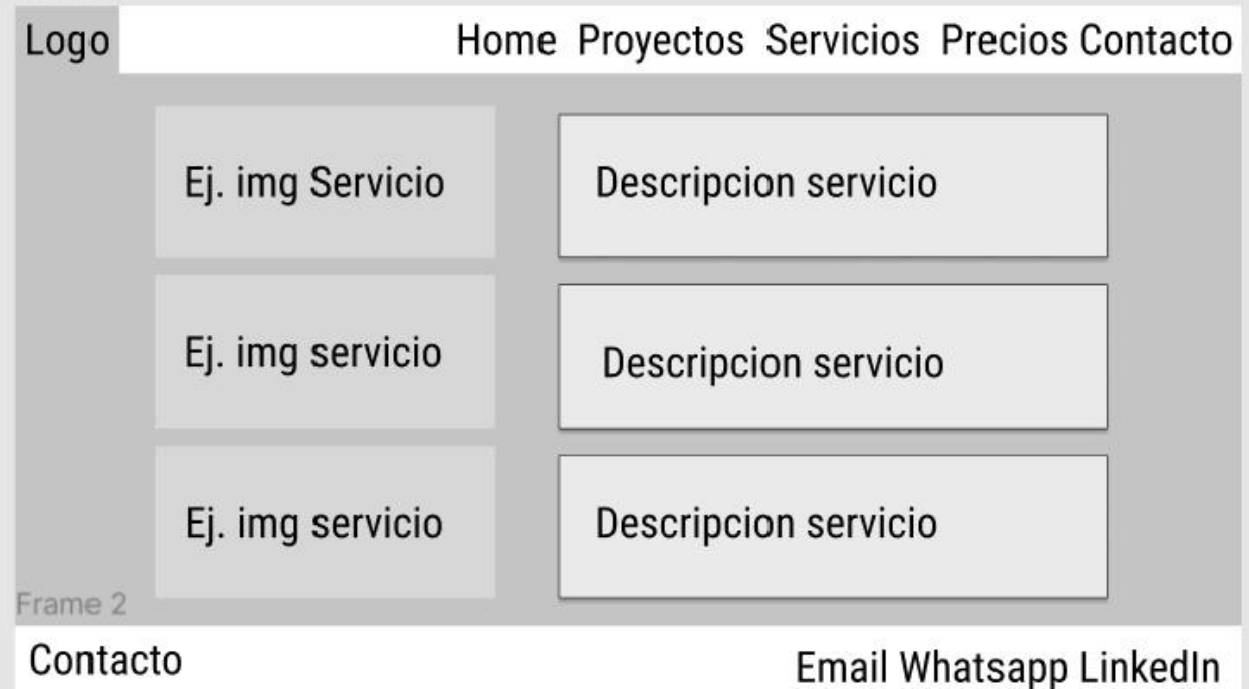 Logo Home Proyectos Servicios Precios Contacto
Ej. img Servicio
Descripcion servicio
Ej. img servicio
Descripcion servicio
Ej. img servicio
Descripcion servicio
Frame 2
Contacto
Email Whatsapp LinkedIn